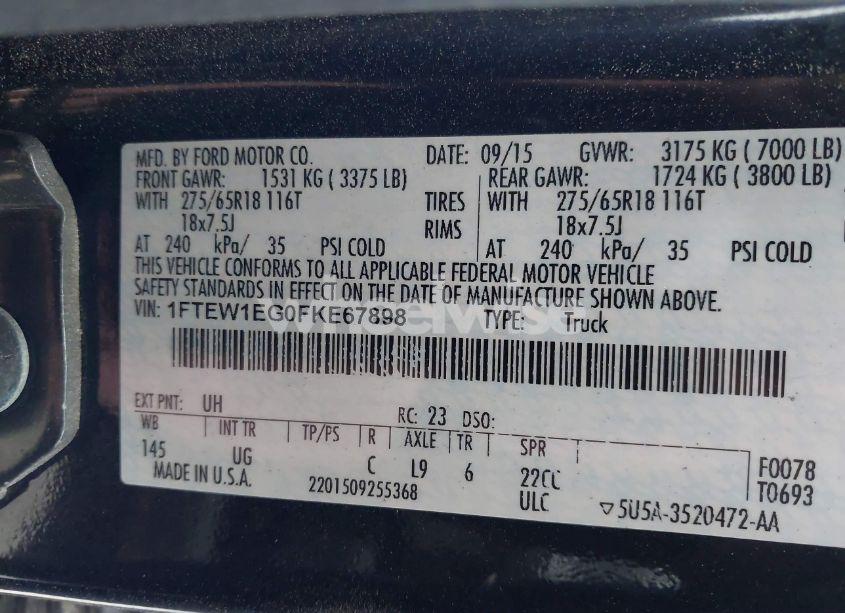 MFD. BY FORD MOTOR CO. DATE: 09/15 GVWR: 3175 KG ( 7000 LB)
FRONT GAWR: 1531 KG ( 3375 LB) REAR GAWR: 1724 KG ( 3800 LB)
WITH 275/65R18 116T TIRES WITH 275/65R18 116T
18x7.5J RIMS 18x7.5J
AT 240 kPa/ 35 PSI COLD AT 240 kPa/ 35 PSI COLD
THIS VEHICLE CONFORMS TO ALL APPLICABLE FEDERAL MOTOR VEHICLE
SAFETY STANDARDS IN EFFECT ON THE DATE OF MANUFACTURE SHOWN ABOVE.
VIN: 1FTEW1EG0FKE67898 TYPE: Truck
EXT PNT: UH RC: 23 DSO:
WB INT TR TP/PS R AXLE TR SPR
145 UG C L9 6 22CC F0078
MADE IN U.S.A. 2201509255368 ULC T0693
▽5U5A-3520472-AA